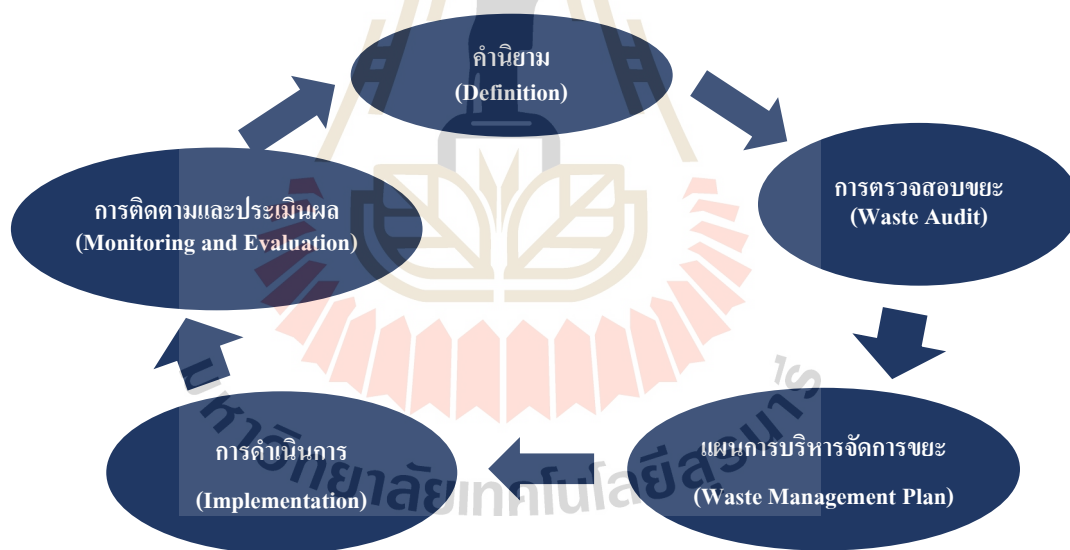 คำนิยาม
(Definition)
การตรวจสอบขยะ
(Waste Audit)
แผนการบริหารจัดการขยะ
(Waste Management Plan)
การดำเนินการ
(Implementation)
การติดตามและประเมินผล
(Monitoring and Evaluation)
มหาวิทยาลัยเทคโนโลยีสุรนารี